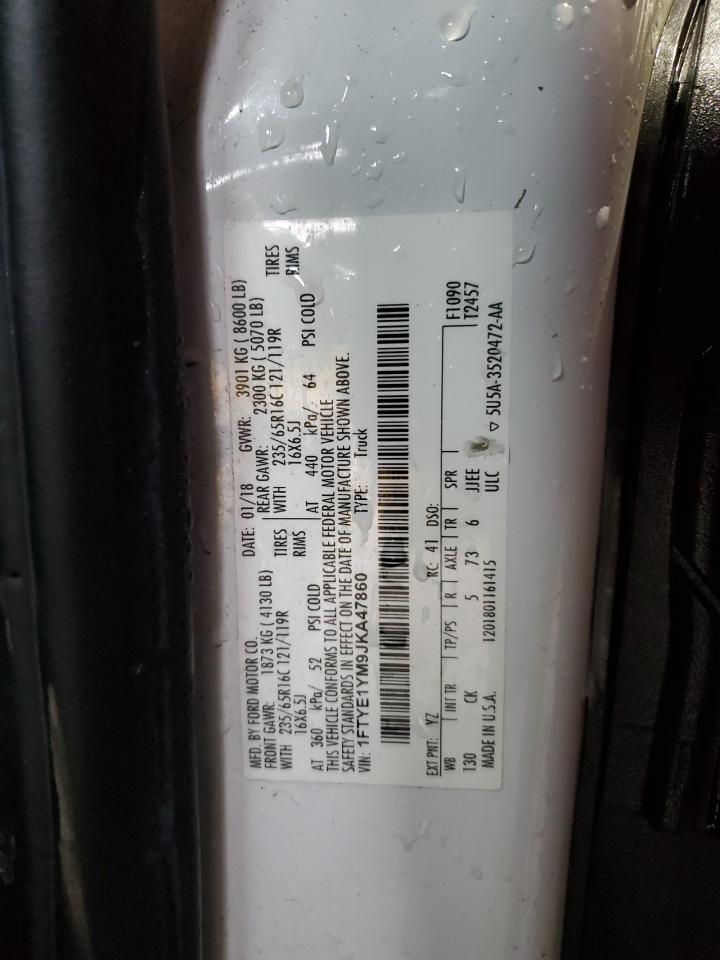 MFD. BY FORD MOTOR CO.
DATE: 01/18 GVWR: 3901 KG ( 8600 LB)
FRONT GAWR: 1873 KG ( 4130 LB)
REAR GAWR: 2300 KG ( 5070 LB)
WITH 235/65R16C 121/119R TIRES
WITH 235/65R16C 121/119R TIRES
16X6.5J RIMS
16X6.5J RIMS
AT 360 kPa/ 52 PSI COLD
AT 440 kPa/ 64 PSI COLD
THIS VEHICLE CONFORMS TO ALL APPLICABLE FEDERAL MOTOR VEHICLE
SAFETY STANDARDS IN EFFECT ON THE DATE OF MANUFACTURE SHOWN ABOVE.
VIN: 1FTYE1YM9JKA47860 TYPE: Truck
EXT PNT: YZ RC: 41 DSO: F1090
T2457
WB INT TR TP/PS R AXLE TR SPR
130 CK 5 73 6 JJEE
MADE IN U.S.A. 1201801161415 ULC ▽ 5U5A-3520472-AA